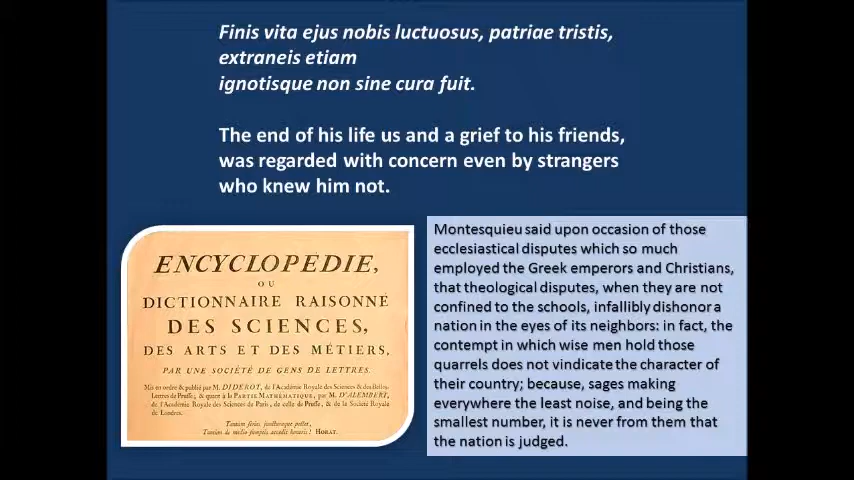 Finis vita ejus nobis luctuosus, patriae tristis,
extraneis etiam
ignotisque non sine cura fuit.
The end of his life us and a grief to his friends,
was regarded with concern even by strangers
who knew him not.
ENCYCLOPEDIE,
OU
DICTIONNAIRE RAISONNÉ
DES SCIENCES,
DES ARTS ET DES MÉTIERS,
PAR UNE SOCIÉTÉ DE GENS DE LETTRES.
Mis en ordre & publié par M. DIDEROT, de l'Académie Royale des Sciences & des Belles-
Lettres de Prusse; & quant à la PARTIE MATHÉMATIQUE, par M. D'ALEMBERT,
de l'Académie Royale des Sciences de Paris, de celle de Prusse, & de la Société Royale
de Londres.
Tantùm series juncturaque pollet,
Tantùm de medio sumptis accedit honoris! HORAT.
Montesquieu said upon occasion of those
ecclesiastical disputes which so much
employed the Greek emperors and Christians,
that theological disputes, when they are not
confined to the schools, infallibly dishonor a
nation in the eyes of its neighbors: in fact, the
contempt in which wise men hold those
quarrels does not vindicate the character of
their country; because, sages making
everywhere the least noise, and being the
smallest number, it is never from them that
the nation is judged.